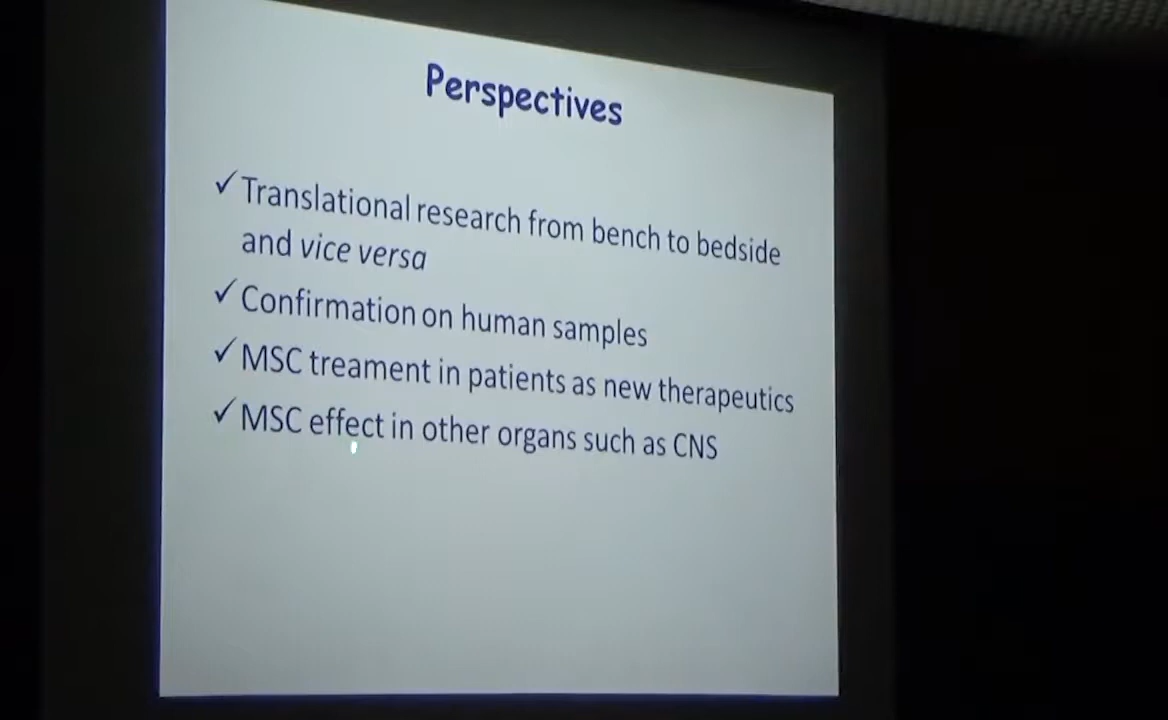 Perspectives
✓ Translational research from bench to bedside
and vice versa
✓ Confirmation on human samples
✓ MSC treament in patients as new therapeutics
✓ MSC effect in other organs such as CNS